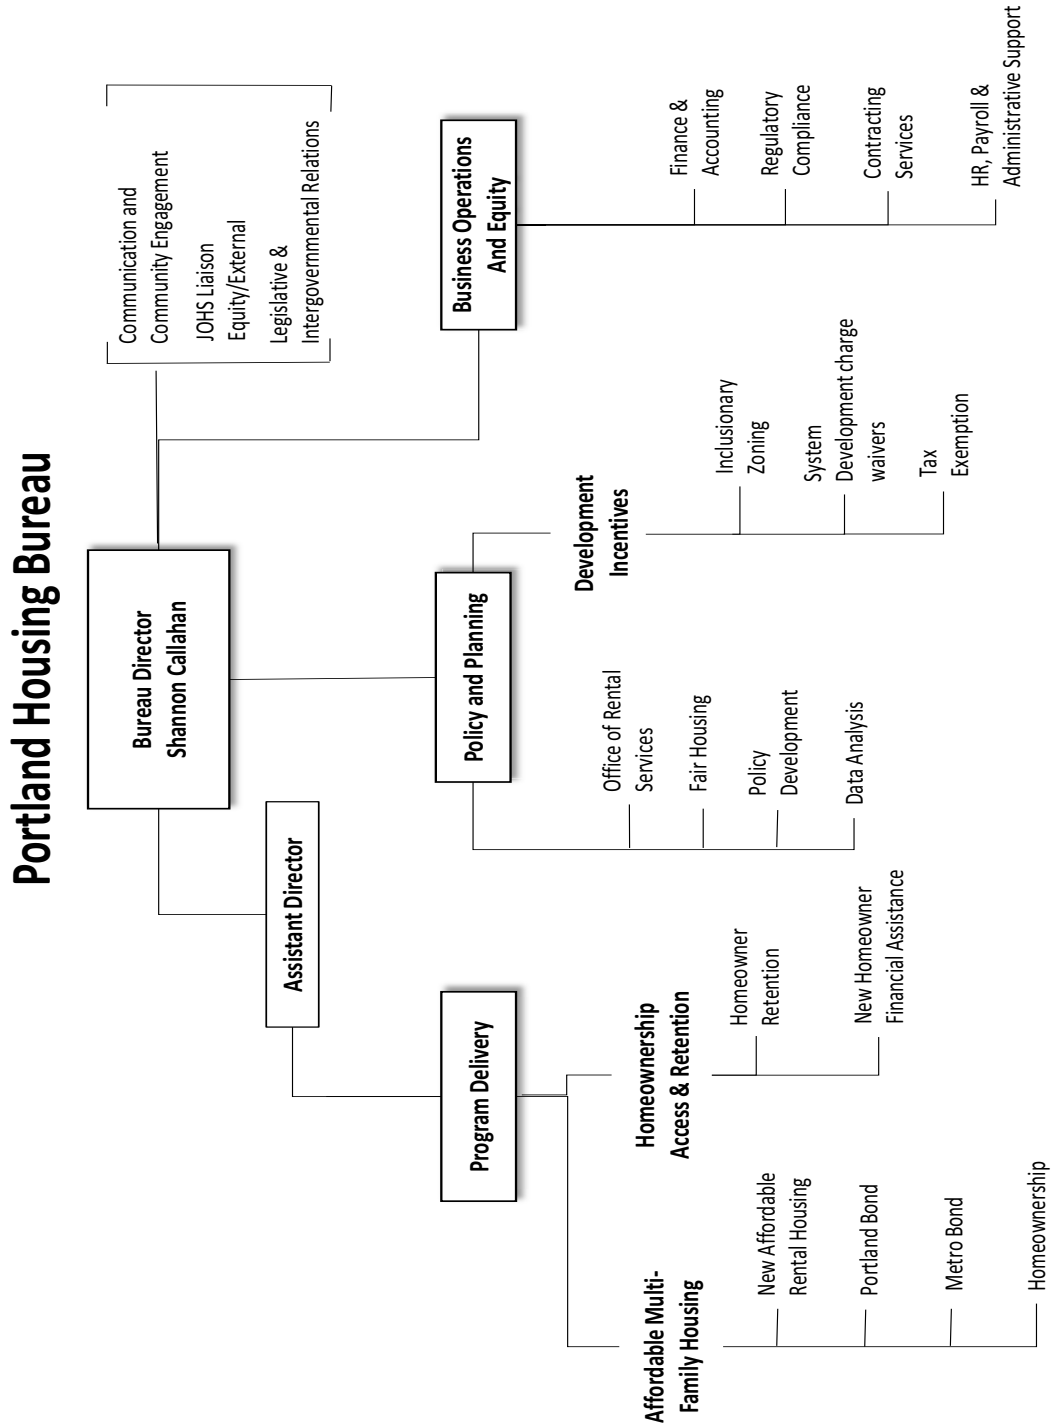 Portland Housing Bureau
Bureau Director
Shannon Callahan
Communication and
Community Engagement
JOHS Liaison
Equity/External
Legislative &
Intergovernmental Relations
Assistant Director
Program Delivery
Policy and Planning
Business Operations
And Equity
Affordable Multi-
Family Housing
New Affordable
Rental Housing
Portland Bond
Metro Bond
Homeownership
Homeownership
Access & Retention
Homeowner
Retention
New Homeowner
Financial Assistance
Office of Rental
Services
Fair Housing
Policy
Development
Data Analysis
Development
Incentives
Inclusionary
Zoning
System
Development charge
waivers
Tax
Exemption
Finance &
Accounting
Regulatory
Compliance
Contracting
Services
HR, Payroll &
Administrative Support